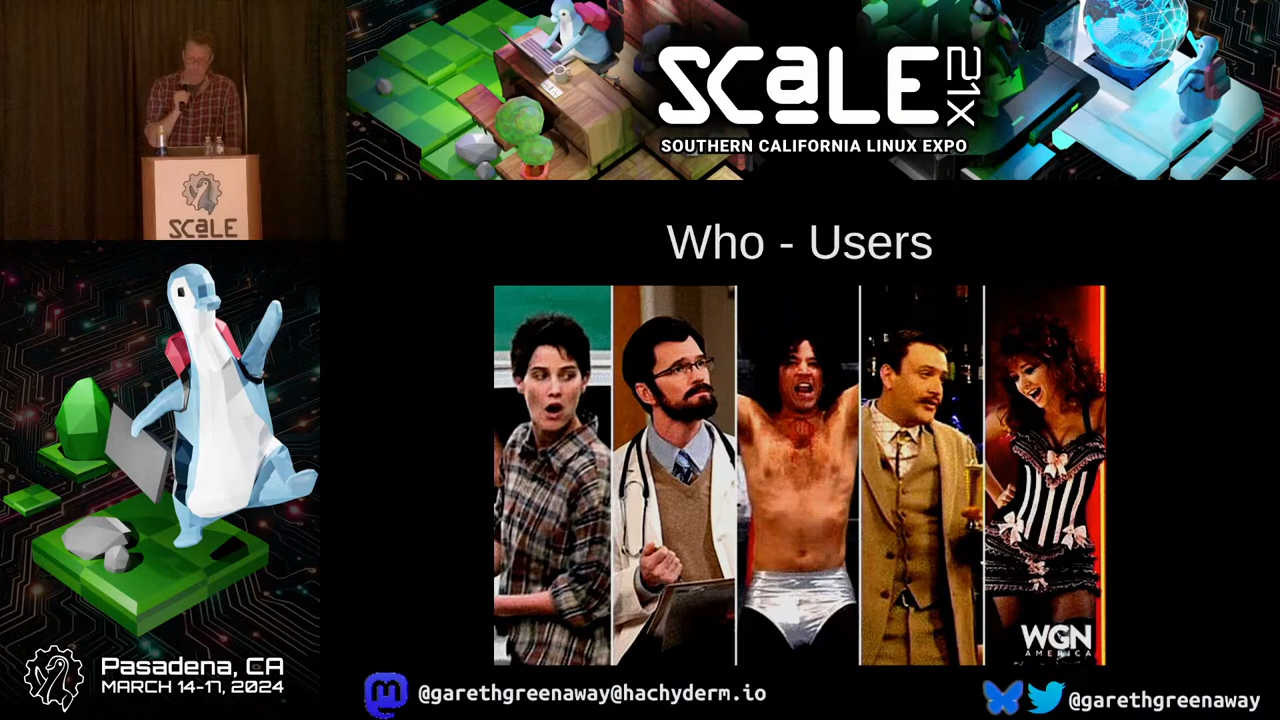 SCALE
SCaLE 21x
SOUTHERN CALIFORNIA LINUX EXPO
Who - Users
WGN
AMERICA
Pasadena, CA
MARCH 14-17, 2024
@garethgreenaway@hachyderm.io
@garethgreenaway